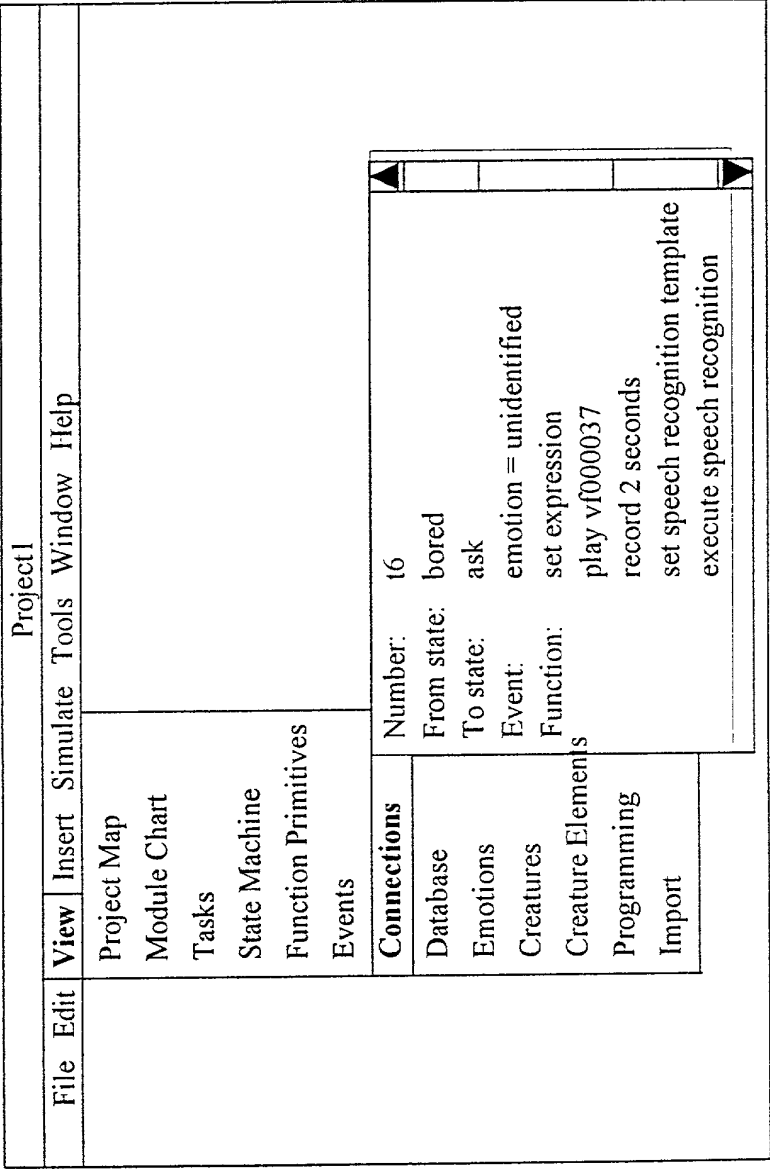 Project1
File Edit View Insert Simulate Tools Window Help
Project Map
Module Chart
Tasks
State Machine
Function Primitives
Events
Connections
Database
Emotions
Creatures
Creature Elements
Programming
Import
Number: t6
From state: bored
To state: ask
Event: emotion = unidentified
Function: set expression
play vf000037
record 2 seconds
set speech recognition template
execute speech recognition